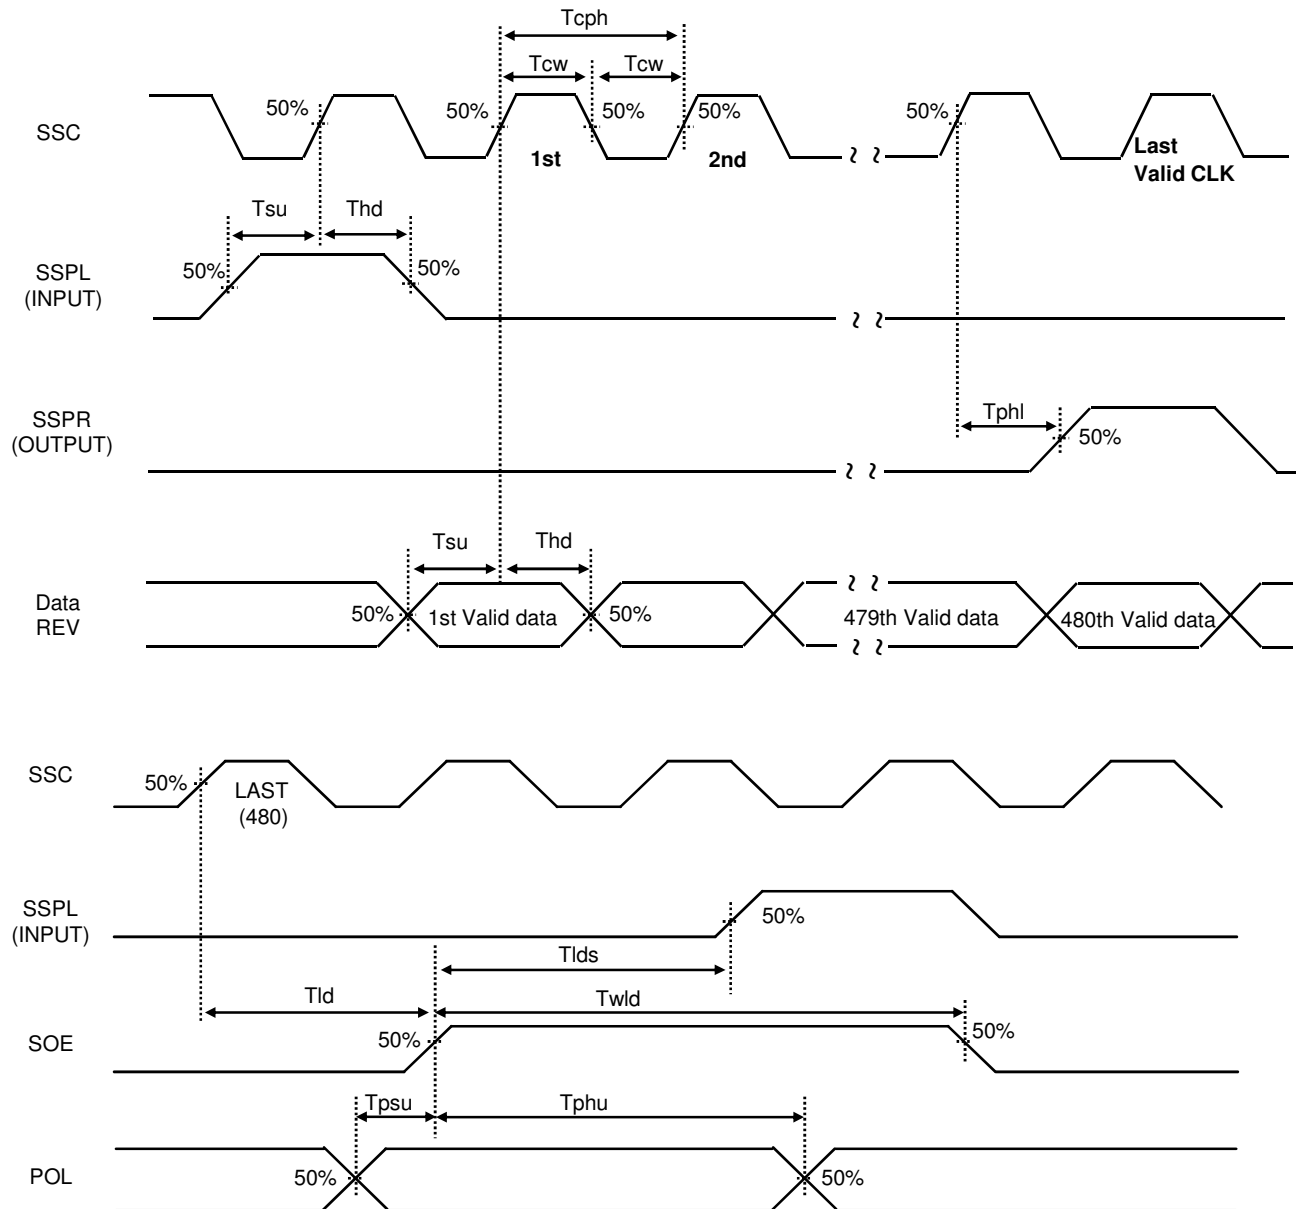 Tcph
Tcw Tcw
50% 50% 50% 50% 50%
SSC
1st 2nd
Last
Valid CLK
Tsu Thd
50% 50%
SSPL
(INPUT)
Tphl
50%
SSPR
(OUTPUT)
Tsu Thd
Data
REV
50% 1st Valid data 50% 479th Valid data 480th Valid data
SSC
50%
LAST
(480)
SSPL
(INPUT)
50%
Tlds
Tld Twld
SOE
50% 50%
Tpsu Tphu
POL
50% 50%